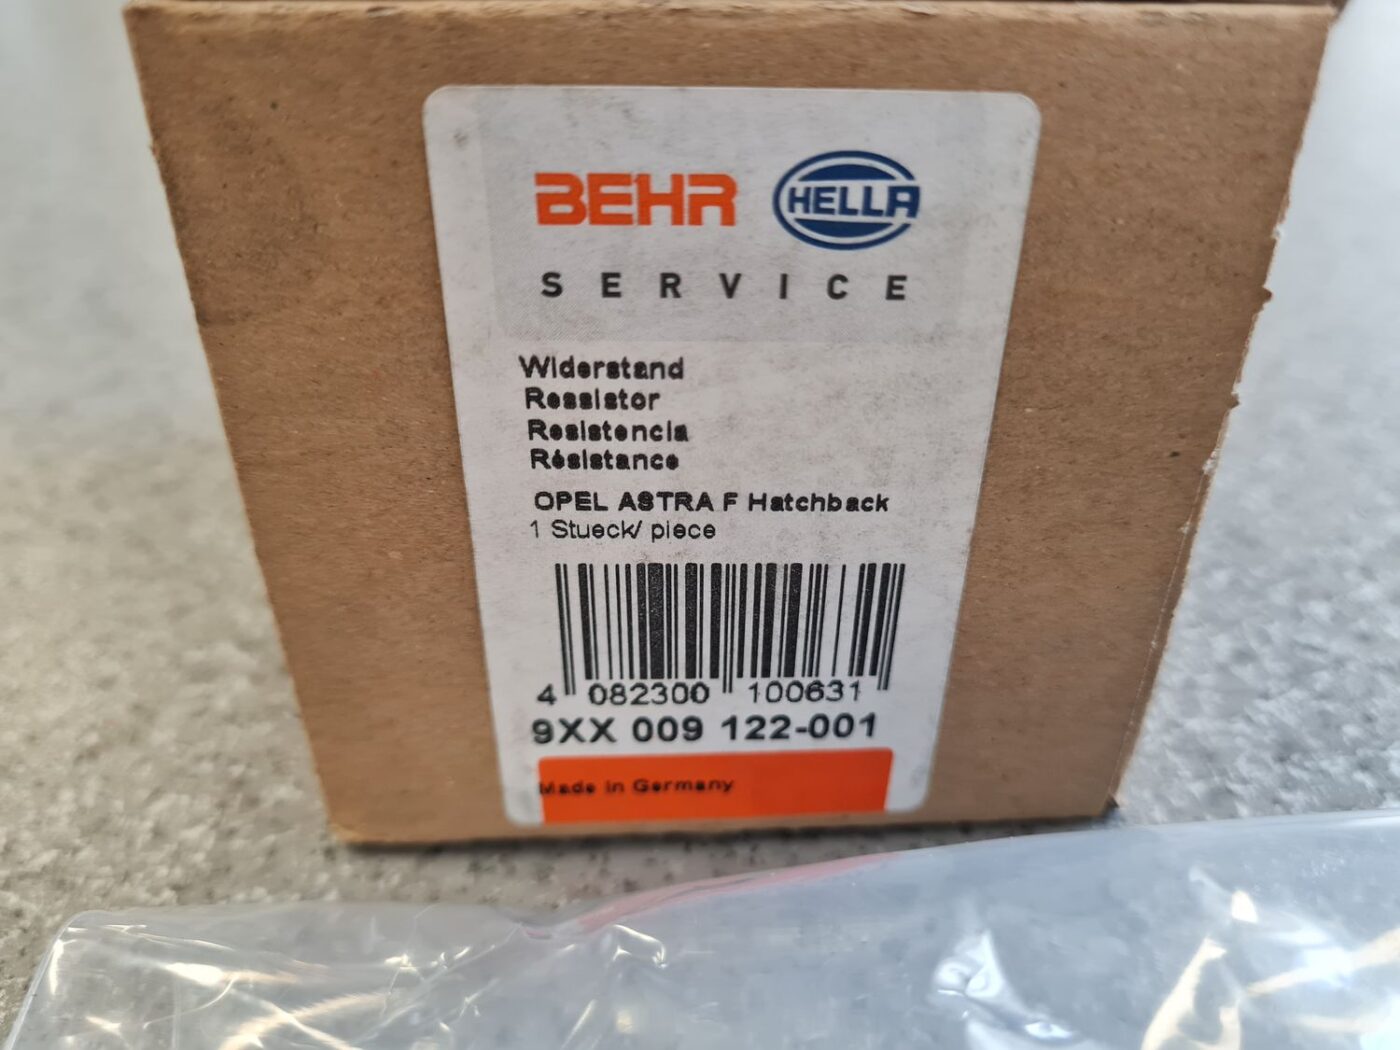 BEHR HELLA
SERVICE
Widerstand
Ressistor
Resistencia
Résistance
OPEL ASTRA F Hatchback
1 Stueck/ piece
4 082300 100631
9XX 009 122-001
Made in Germany